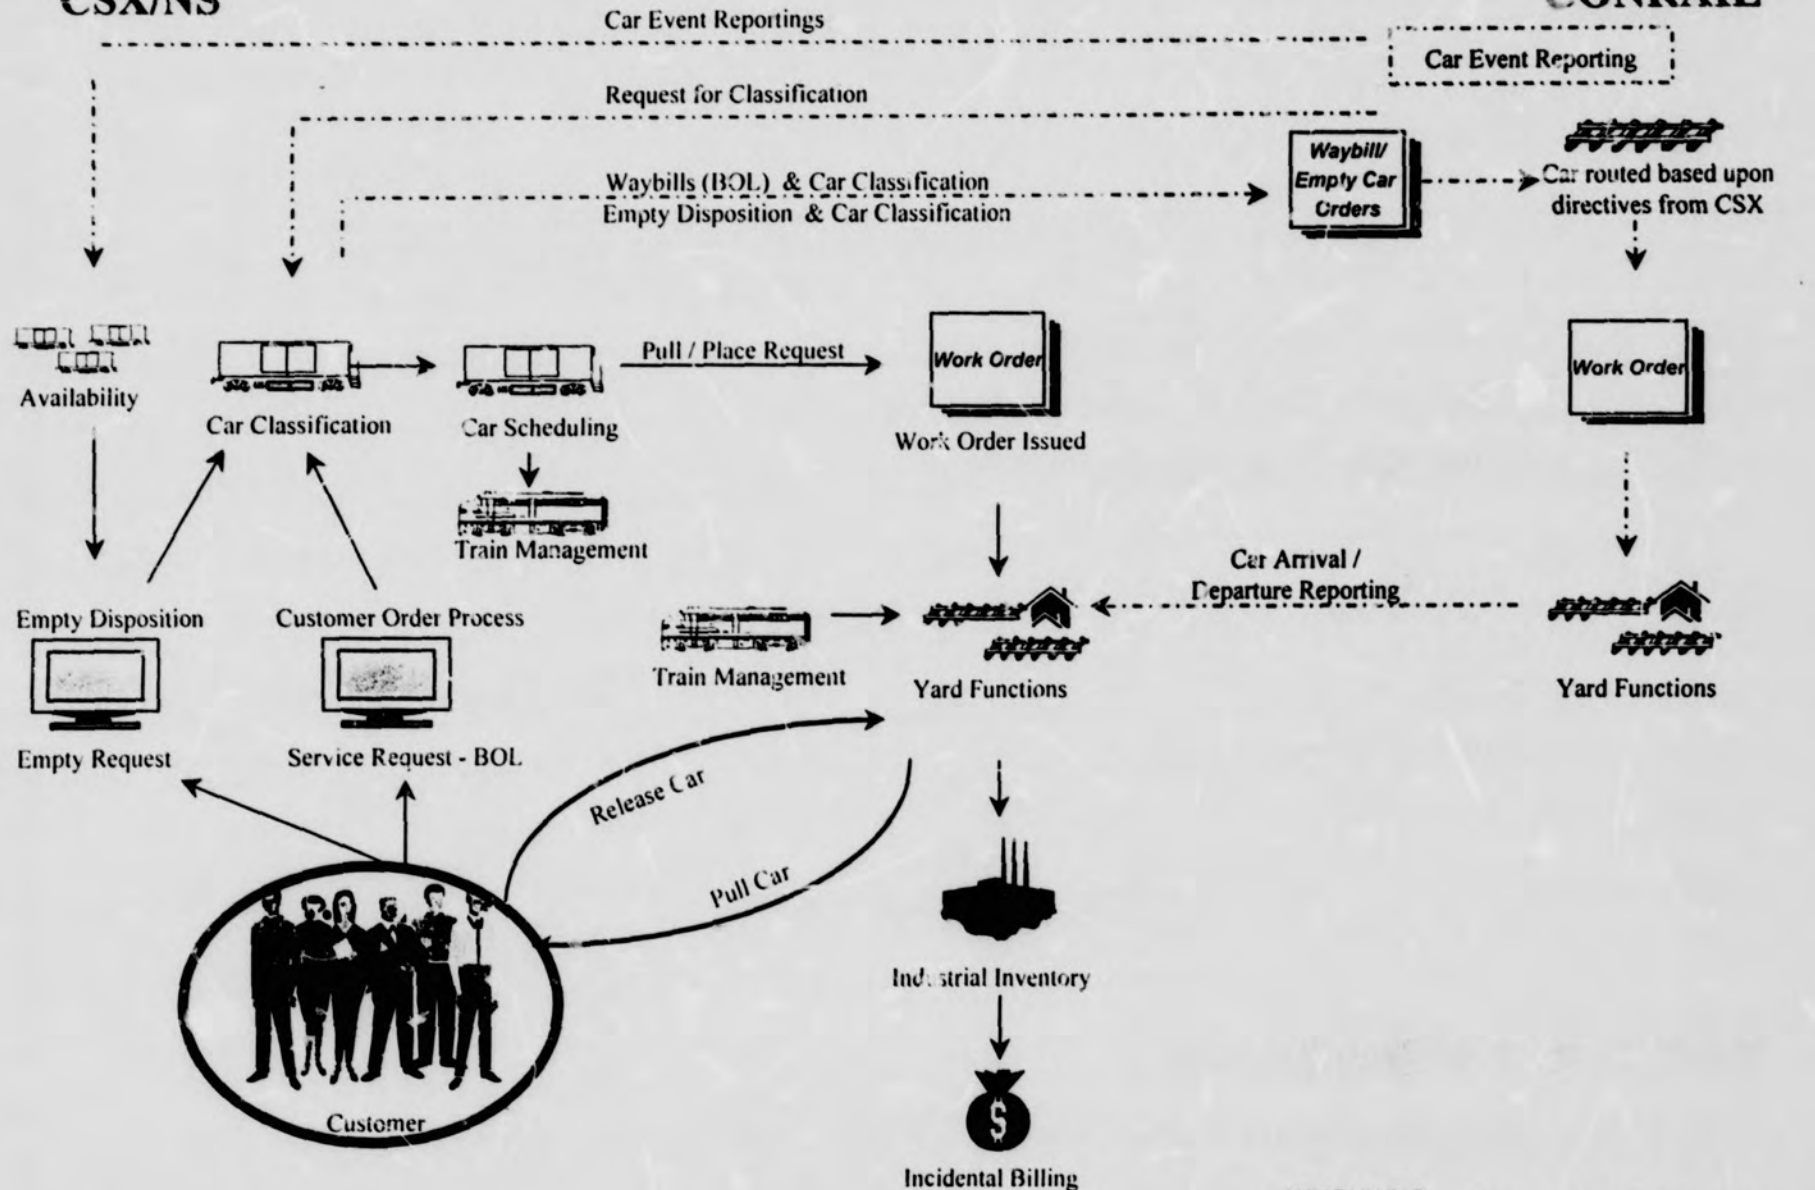 CSX/NS
CONRAIL
Car Event Reportings
Car Event Reporting
Request for Classification
Waybill/
Empty Car
Orders
Waybills (BOL) & Car Classification
Empty Disposition & Car Classification
Car routed based upon
directives from CSX
Availability
Car Classification
Car Scheduling
Pull / Place Request
Work Order
Work Order Issued
Work Order
Train Management
Car Arrival /
Departure Reporting
Empty Disposition
Customer Order Process
Train Management
Yard Functions
Yard Functions
Empty Request
Service Request - BOL
Release Car
Pull Car
Industrial Inventory
$
Customer
Incidental Billing